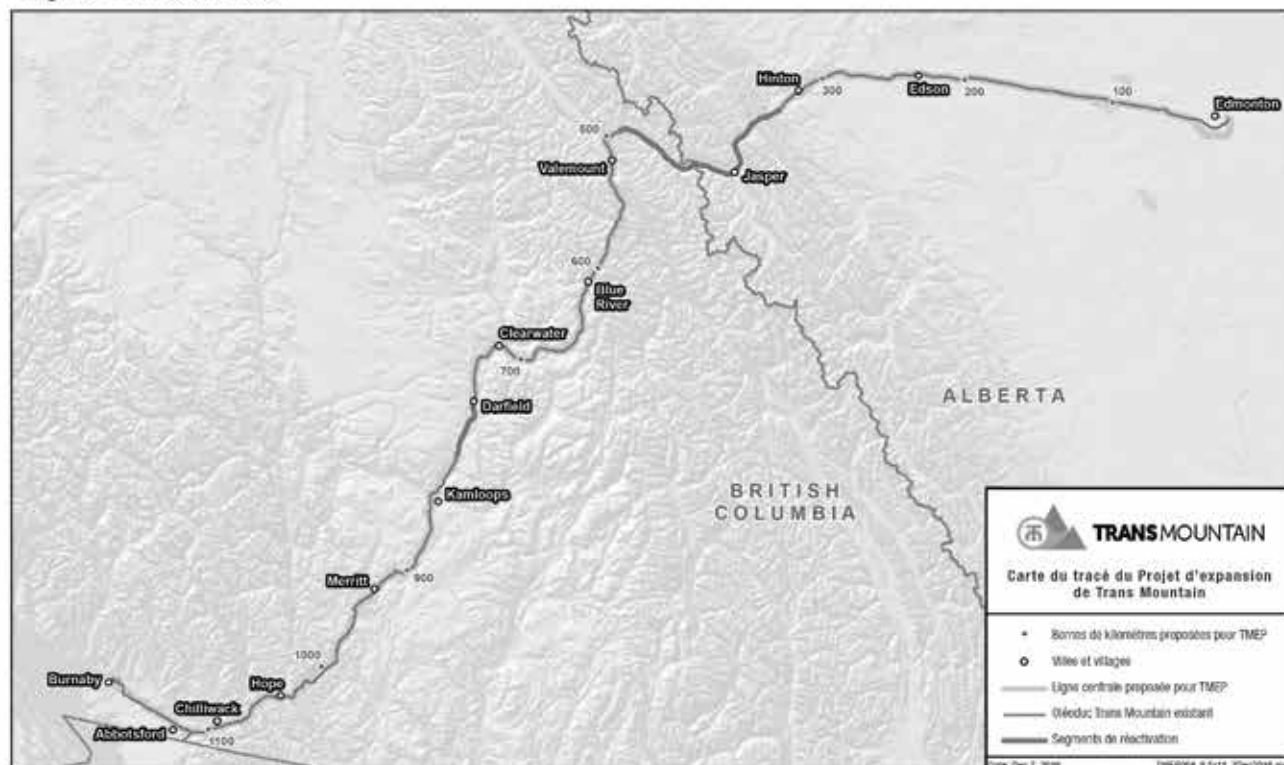 Hinton
300
Edson
200
100
Edmonton
500
Valemount
Jasper
600
Blue
River
Clearwater
700
Darfield
ALBERTA
Kamloops
BRITISH
COLUMBIA
Merritt
900
1000
Burnaby
Hope
Chilliwack
Abbotsford
1100
TRANSMOUNTAIN
Carte du tracé du Projet d'expansion
de Trans Mountain
Bornes de kilomètres proposées pour TMEP
Villes et villages
Ligne centrale proposée pour TMEP
Oléoduc Trans Mountain existant
Segments de réactivation